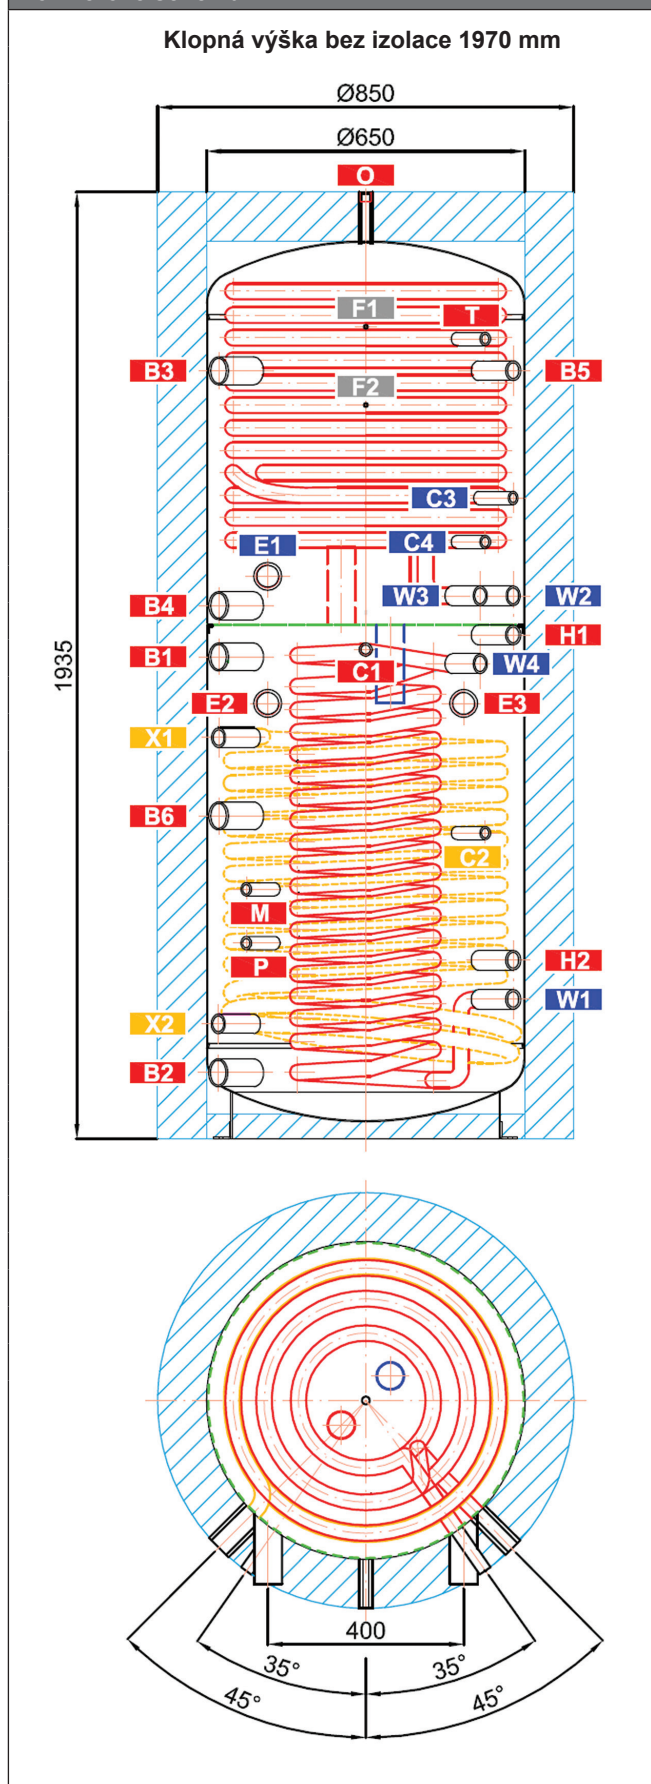 Klopná výška bez izolace 1970 mm
Ø850
Ø650
O
F1
T
B3
B5
F2
C3
E1
C4
W3
W2
B4
H1
1935
B1
C1
W4
E2
E3
X1
B6
C2
M
P
H2
W1
X2
B2
400
35°
35°
45°
45°